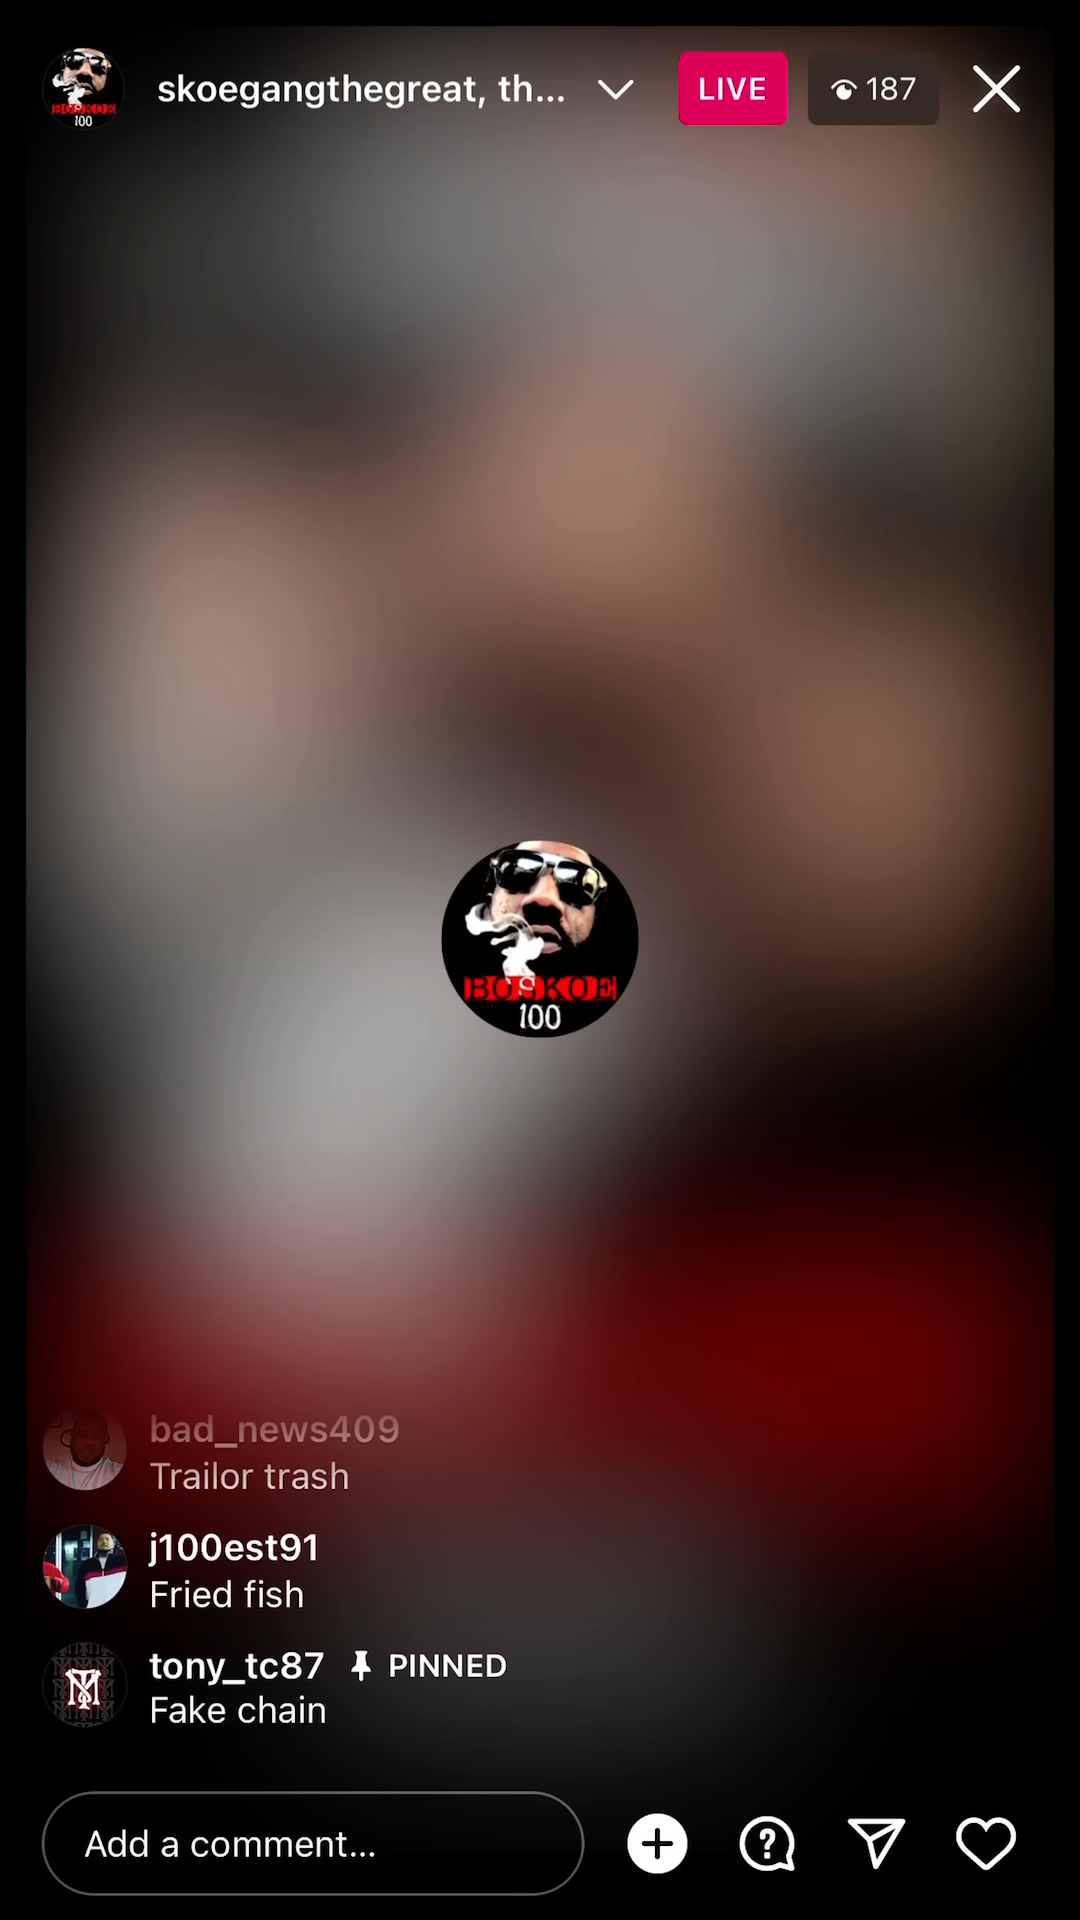 skoegangthegreat, th...
LIVE
187
BOSKOE
100
BOSKOE
100
bad_news409
Trailor trash
j100est91
Fried fish
tony_tc87 PINNED
Fake chain
Add a comment...